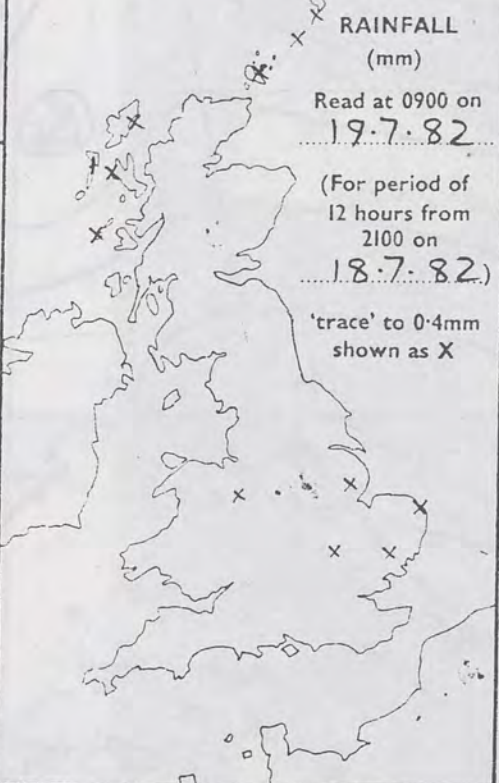 RAINFALL
(mm)
Read at 0900 on
19.7.82
(For period of
12 hours from
2100 on
18.7.82)
'trace' to 0·4mm
shown as X